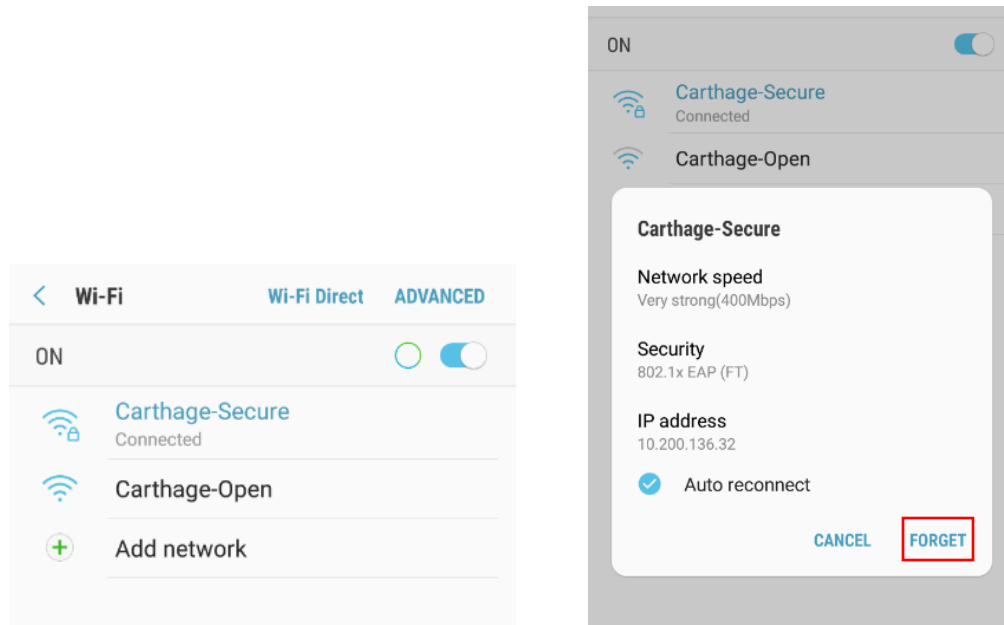 Wi-Fi Wi-Fi Direct ADVANCED
ON
Carthage-Secure
Connected
Carthage-Open
Add network
ON
Carthage-Secure
Connected
Carthage-Open
Carthage-Secure
Network speed
Very strong(400Mbps)
Security
802.1x EAP (FT)
IP address
10.200.136.32
Auto reconnect
CANCEL FORGET